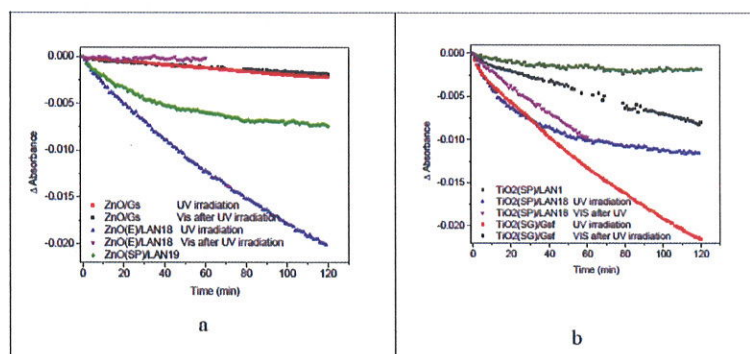 0.000
-0.005
-0.010
-0.015
-0.020
Δ Absorbance
ZnO/Gs UV irradiation
ZnO/Gs Vis after UV irradiation
ZnO(E)/LAN18 UV irradiation
ZnO(E)/LAN18 Vis after UV irradiation
ZnO(SP)/LAN19
0 20 40 60 80 100 120
Time (min)
a
0.000
-0.005
-0.010
-0.015
-0.020
Δ Absorbance
TiO2(SP)/LAN1
TiO2(SP)/LAN18 UV irradiation
TiO2(SP)/LAN18 VIS after UV
TiO2(SG)/Gsf UV irradiation
TiO2(SG)/Gsf VIS after UV irradiation
0 20 40 60 80 100 120
Time (min)
b